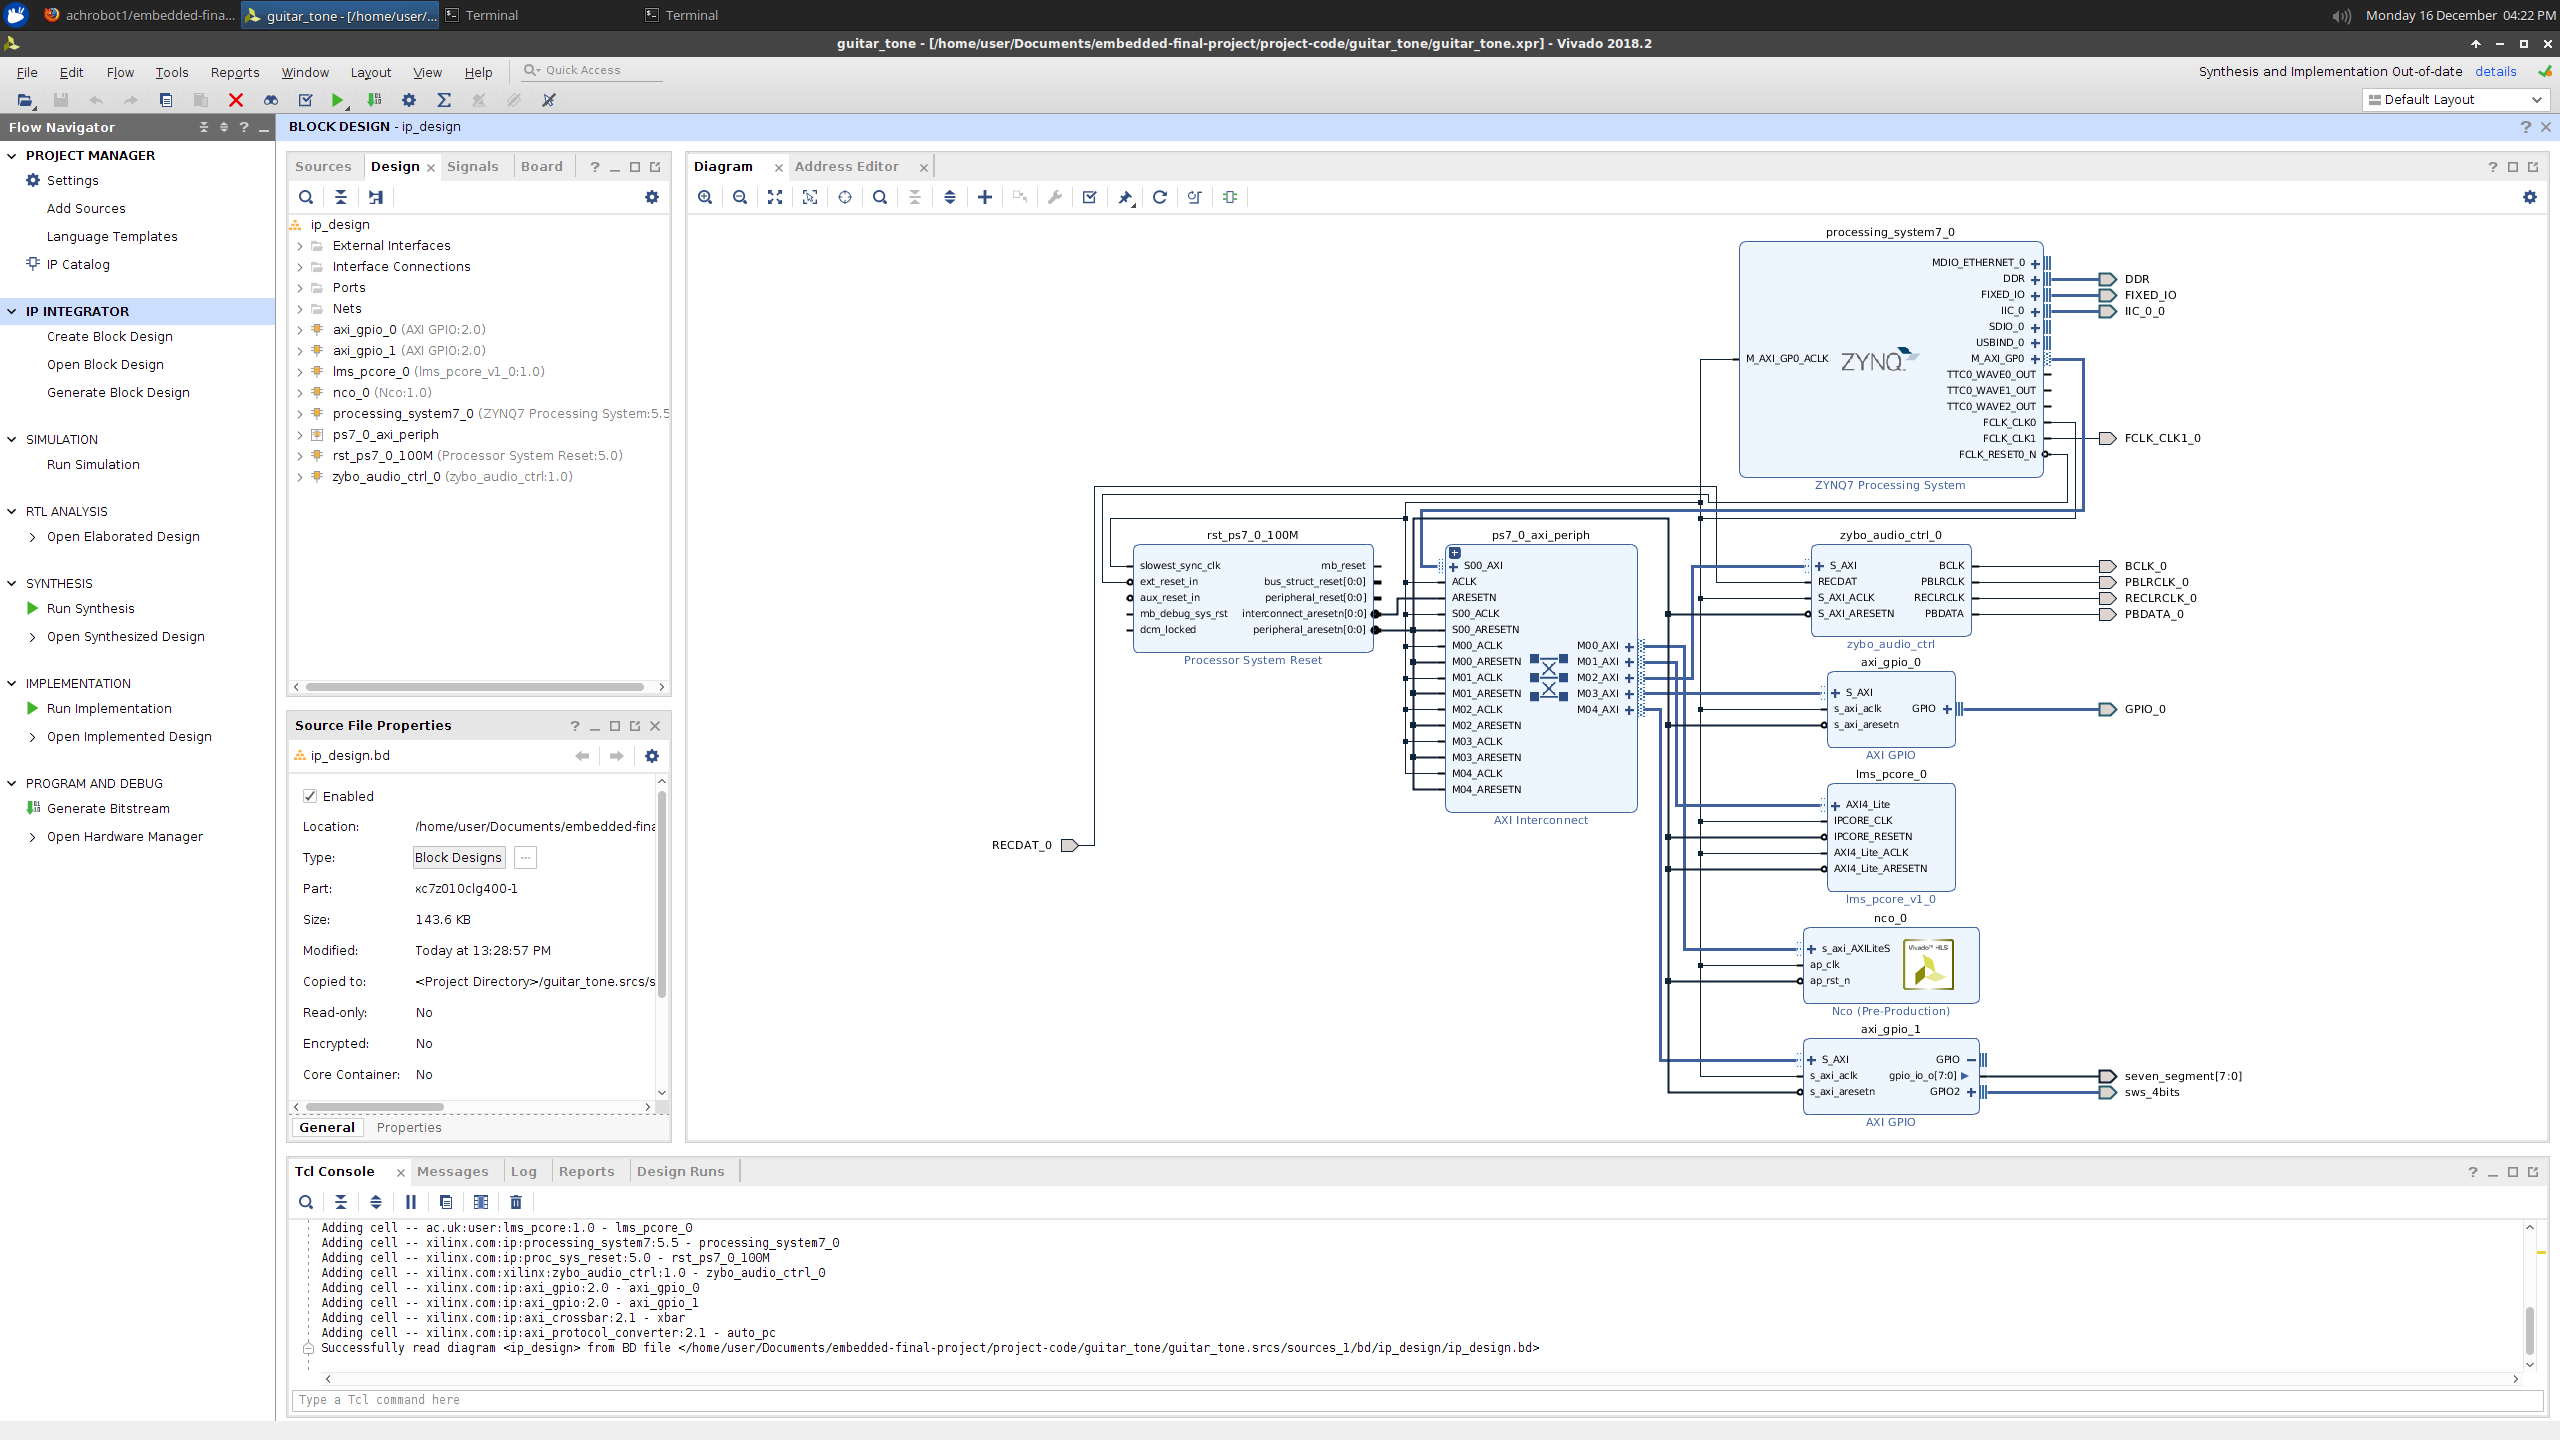 achrobot1/embedded-fina...
guitar_tone - [/home/user/...
Terminal
Terminal
Monday 16 December 04:22 PM
guitar_tone - [/home/user/Documents/embedded-final-project/project-code/guitar_tone/guitar_tone.xpr] - Vivado 2018.2
File Edit Flow Tools Reports Window Layout View Help
Quick Access
Synthesis and Implementation Out-of-date details
Default Layout
Flow Navigator
PROJECT MANAGER
Settings
Add Sources
Language Templates
IP Catalog
IP INTEGRATOR
Create Block Design
Open Block Design
Generate Block Design
SIMULATION
Run Simulation
RTL ANALYSIS
Open Elaborated Design
SYNTHESIS
Run Synthesis
Open Synthesized Design
IMPLEMENTATION
Run Implementation
Open Implemented Design
PROGRAM AND DEBUG
Generate Bitstream
Open Hardware Manager
BLOCK DESIGN - ip_design
Sources Design Signals Board
ip_design
External Interfaces
Interface Connections
Ports
Nets
axi_gpio_0 (AXI GPIO:2.0)
axi_gpio_1 (AXI GPIO:2.0)
lms_pcore_0 (lms_pcore_v1_0:1.0)
nco_0 (Nco:1.0)
processing_system7_0 (ZYNQ7 Processing System:5.5
ps7_0_axi_periph
rst_ps7_0_100M (Processor System Reset:5.0)
zybo_audio_ctrl_0 (zybo_audio_ctrl:1.0)
Source File Properties
ip_design.bd
Enabled
Location: /home/user/Documents/embedded-fina
Type: Block Designs ...
Part: xc7z010clg400-1
Size: 143.6 KB
Modified: Today at 13:28:57 PM
Copied to: <Project Directory>/guitar_tone.srcs/s
Read-only: No
Encrypted: No
Core Container: No
General Properties
Diagram Address Editor
processing_system7_0
MDIO_ETHERNET_0
DDR
FIXED_IO
IIC_0
SDIO_0
USBIND_0
M_AXI_GP0
TTC0_WAVE0_OUT
TTC0_WAVE1_OUT
TTC0_WAVE2_OUT
FCLK_CLK0
FCLK_CLK1
FCLK_RESET0_N
M_AXI_GP0_ACLK
ZYNQ
ZYNQ7 Processing System
DDR
FIXED_IO
IIC_0_0
FCLK_CLK1_0
rst_ps7_0_100M
slowest_sync_clk
ext_reset_in
aux_reset_in
mb_debug_sys_rst
dcm_locked
mb_reset
bus_struct_reset[0:0]
peripheral_reset[0:0]
interconnect_aresetn[0:0]
peripheral_aresetn[0:0]
Processor System Reset
RECDAT_0
ps7_0_axi_periph
S00_AXI
ACLK
ARESETN
S00_ACLK
S00_ARESETN
M00_ACLK
M00_ARESETN
M01_ACLK
M01_ARESETN
M02_ACLK
M02_ARESETN
M03_ACLK
M03_ARESETN
M04_ACLK
M04_ARESETN
M00_AXI
M01_AXI
M02_AXI
M03_AXI
M04_AXI
AXI Interconnect
zybo_audio_ctrl_0
S_AXI
RECDAT
S_AXI_ACLK
S_AXI_ARESETN
BCLK
PBLRCLK
RECLRCLK
PBDATA
zybo_audio_ctrl
BCLK_0
PBLRCLK_0
RECLRCLK_0
PBDATA_0
axi_gpio_0
S_AXI
s_axi_aclk
s_axi_aresetn
GPIO
AXI GPIO
GPIO_0
lms_pcore_0
AXI4_Lite
IPCORE_CLK
IPCORE_RESETN
AXI4_Lite_ACLK
AXI4_Lite_ARESETN
lms_pcore_v1_0
nco_0
s_axi_AXILiteS
ap_clk
ap_rst_n
Vivado™ HLS
Nco (Pre-Production)
axi_gpio_1
S_AXI
s_axi_aclk
s_axi_aresetn
GPIO
gpio_io_o[7:0]
GPIO2
AXI GPIO
seven_segment[7:0]
sws_4bits
Tcl Console Messages Log Reports Design Runs
Adding cell -- ac.uk:user:lms_pcore:1.0 - lms_pcore_0
Adding cell -- xilinx.com:ip:processing_system7:5.5 - processing_system7_0
Adding cell -- xilinx.com:ip:proc_sys_reset:5.0 - rst_ps7_0_100M
Adding cell -- xilinx.com:xilinx:zybo_audio_ctrl:1.0 - zybo_audio_ctrl_0
Adding cell -- xilinx.com:ip:axi_gpio:2.0 - axi_gpio_0
Adding cell -- xilinx.com:ip:axi_gpio:2.0 - axi_gpio_1
Adding cell -- xilinx.com:ip:axi_crossbar:2.1 - xbar
Adding cell -- xilinx.com:ip:axi_protocol_converter:2.1 - auto_pc
Successfully read diagram <ip_design> from BD file </home/user/Documents/embedded-final-project/project-code/guitar_tone/guitar_tone.srcs/sources_1/bd/ip_design/ip_design.bd>
Type a Tcl command here